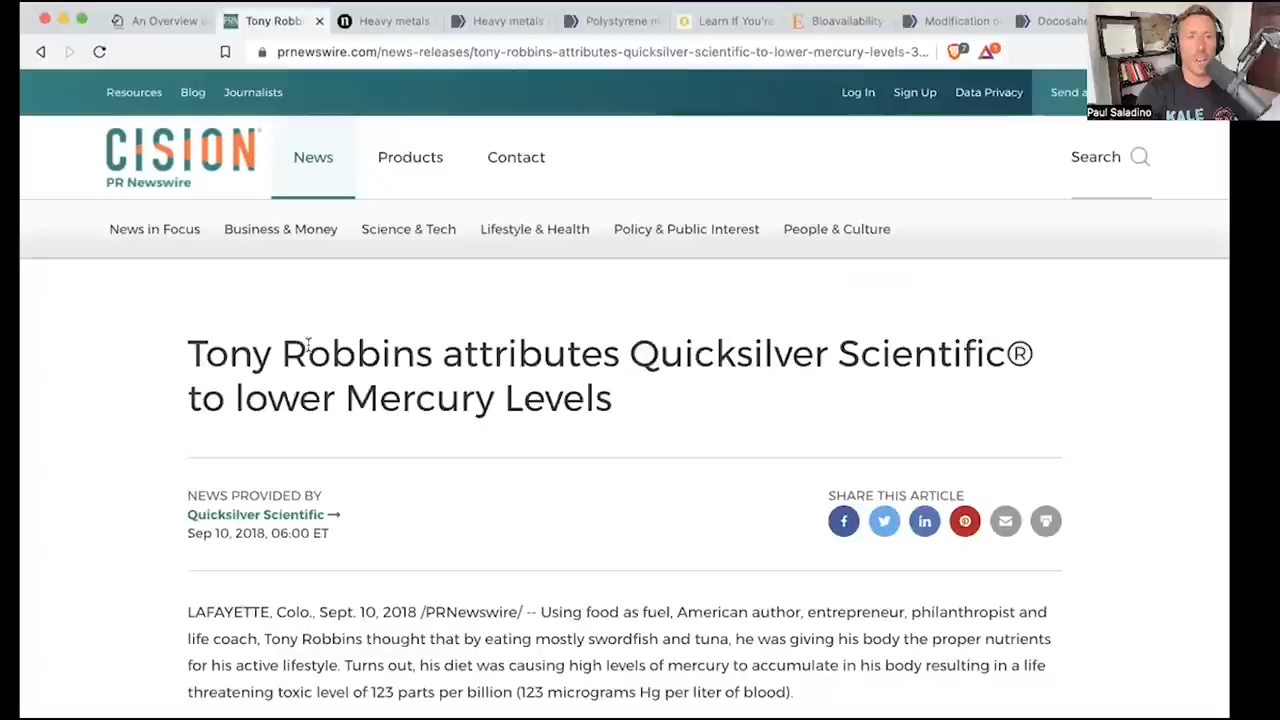 An Overview o
Tony Robb
Heavy metals
Heavy metals
Polystyrene m
Learn If You're
Bioavailability
Modification o
Docosahe
prnewswire.com/news-releases/tony-robbins-attributes-quicksilver-scientific-to-lower-mercury-levels-3...
Paul Saladino
KALE
Resources Blog Journalists
Log In Sign Up Data Privacy Send a
CISION
PR Newswire
News Products Contact
Search
News in Focus Business & Money Science & Tech Lifestyle & Health Policy & Public Interest People & Culture
Tony Robbins attributes Quicksilver Scientific®
to lower Mercury Levels
NEWS PROVIDED BY
Quicksilver Scientific →
Sep 10, 2018, 06:00 ET
SHARE THIS ARTICLE
LAFAYETTE, Colo., Sept. 10, 2018 /PRNewswire/ -- Using food as fuel, American author, entrepreneur, philanthropist and
life coach, Tony Robbins thought that by eating mostly swordfish and tuna, he was giving his body the proper nutrients
for his active lifestyle. Turns out, his diet was causing high levels of mercury to accumulate in his body resulting in a life
threatening toxic level of 123 parts per billion (123 micrograms Hg per liter of blood).